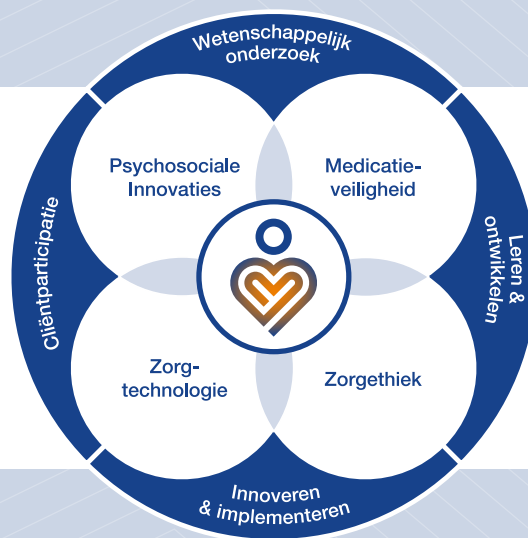 Wetenschappelijk
onderzoek
Psychosociale
Innovaties
Medicatie-
veiligheid
Cliëntparticipatie
Leren &
ontwikkelen
Zorg-
technologie
Zorgethiek
Innoveren
& implementeren